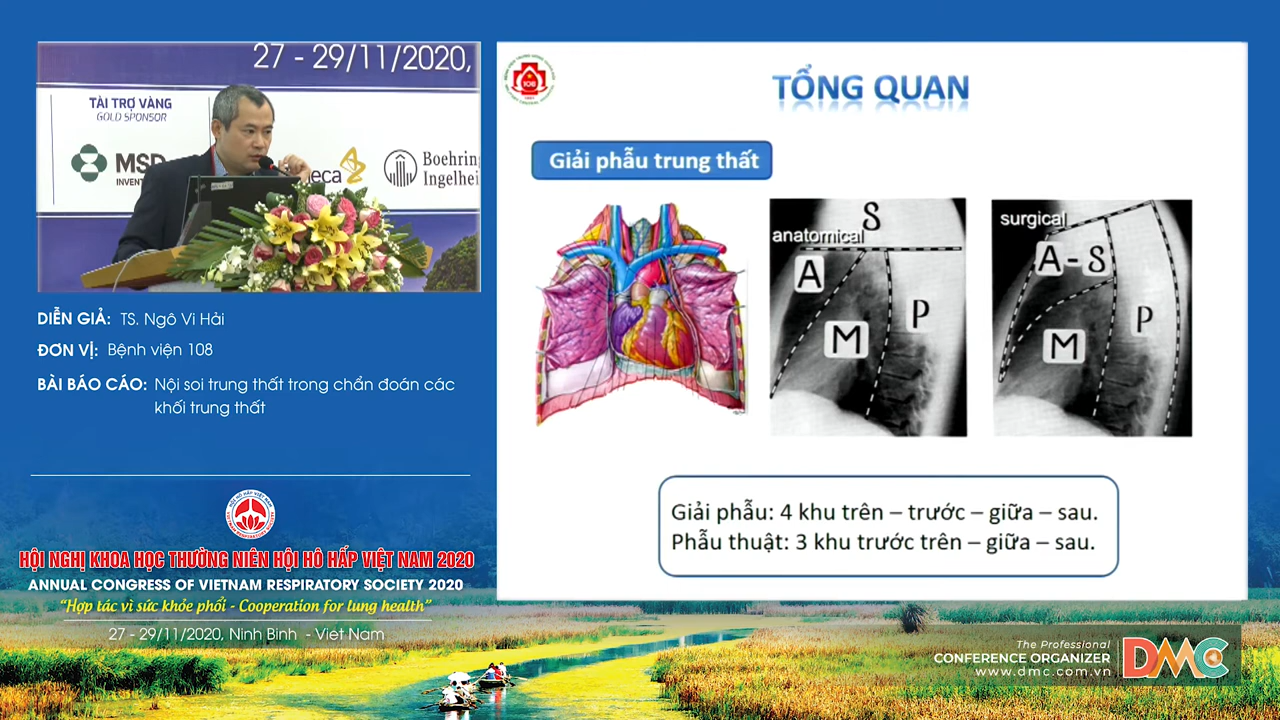 27 - 29/11/2020,
TÀI TRỢ VÀNG
GOLD SPONSOR
MSD
INVENT
eca
Boehring
Ingelhei
DIỄN GIẢ: TS. Ngô Vi Hải
ĐƠN VỊ: Bệnh viện 108
BÀI BÁO CÁO: Nội soi trung thất trong chẩn đoán các
khối trung thất
HỘI NGHỊ KHOA HỌC THƯỜNG NIÊN HỘI HÔ HẤP VIỆT NAM 2020
ANNUAL CONGRESS OF VIETNAM RESPIRATORY SOCIETY 2020
“Hợp tác vì sức khỏe phổi - Cooperation for lung health”
27 - 29/11/2020, Ninh Bình - Viet Nam
108
TỔNG QUAN
Giải phẫu trung thất
S
anatomical
A
M
P
surgical
A-S
M
P
Giải phẫu: 4 khu trên – trước – giữa – sau.
Phẫu thuật: 3 khu trước trên – giữa – sau.
The Professional
CONFERENCE ORGANIZER
www.dmc.com.vn
DMC